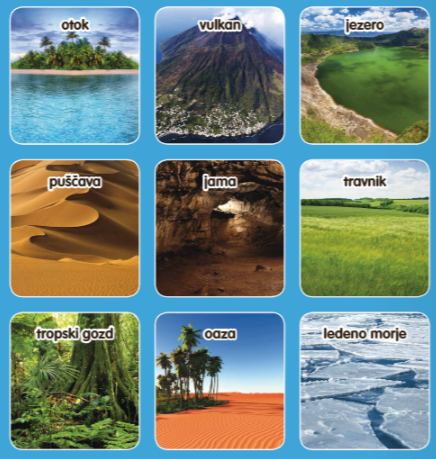 otok
vulkan
jezero
puščava
jama
travnik
tropski gozd
oaza
ledeno morje